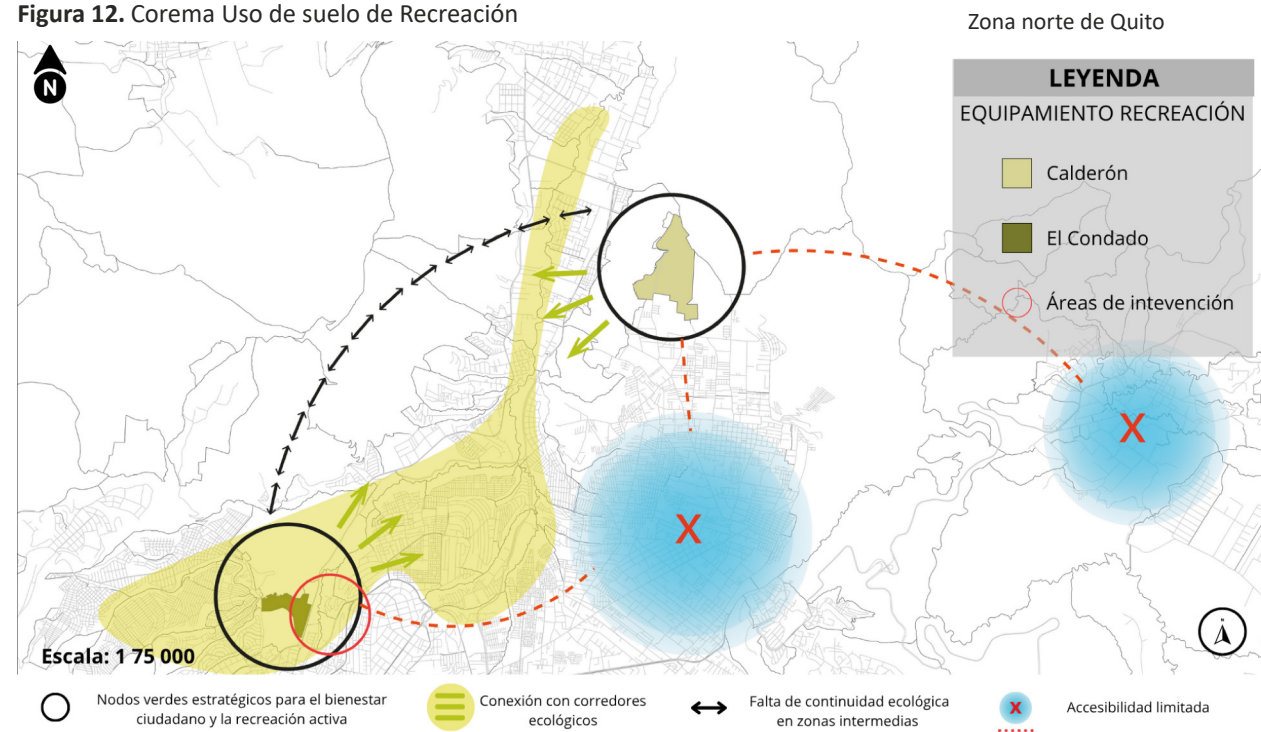 Figura 12. Corema Uso de suelo de Recreación
Zona norte de Quito
N
LEYENDA
EQUIPAMIENTO RECREACIÓN
Calderón
El Condado
Áreas de intevención
X
X
Escala: 1 75 000
Nodos verdes estratégicos para el bienestar
ciudadano y la recreación activa
Conexión con corredores
ecológicos
Falta de continuidad ecológica
en zonas intermedias
X
Accesibilidad limitada